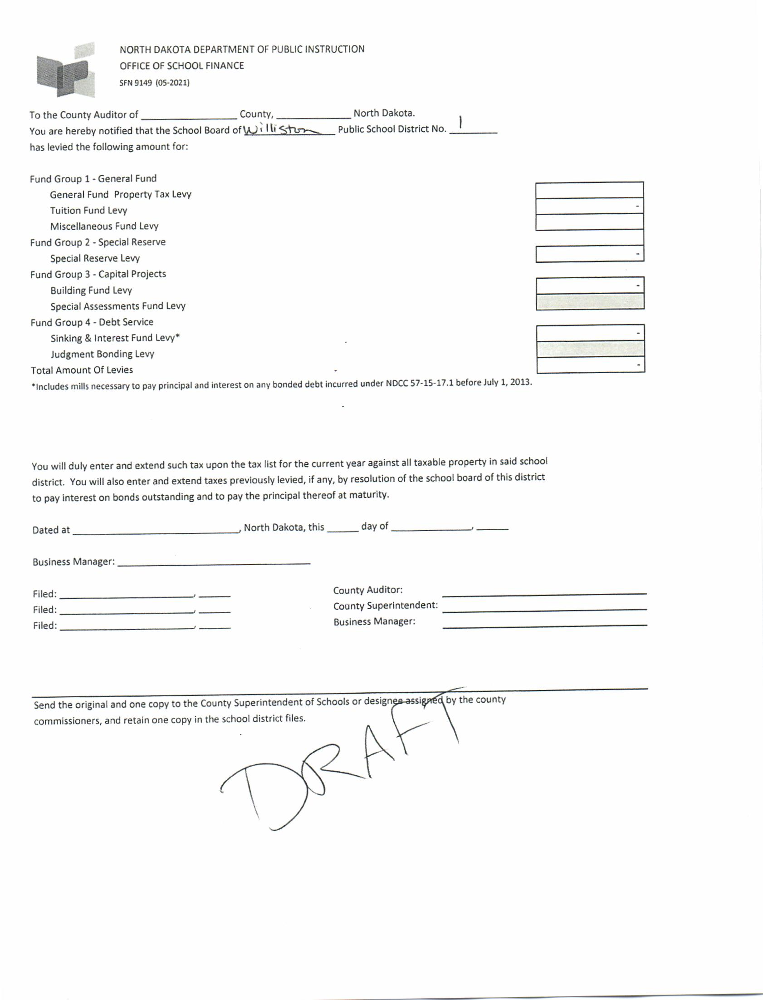 NORTH DAKOTA DEPARTMENT OF PUBLIC INSTRUCTION
OFFICE OF SCHOOL FINANCE
SFN 9149 (05-2021)
To the County Auditor of ____________ County, ____________ North Dakota.
You are hereby notified that the School Board of Williston Public School District No. 1
has levied the following amount for:
Fund Group 1 - General Fund
General Fund Property Tax Levy
Tuition Fund Levy -
Miscellaneous Fund Levy
Fund Group 2 - Special Reserve
Special Reserve Levy -
Fund Group 3 - Capital Projects
Building Fund Levy -
Special Assessments Fund Levy
Fund Group 4 - Debt Service
Sinking & Interest Fund Levy* -
Judgment Bonding Levy
Total Amount Of Levies -
*Includes mills necessary to pay principal and interest on any bonded debt incurred under NDCC 57-15-17.1 before July 1, 2013.
You will duly enter and extend such tax upon the tax list for the current year against all taxable property in said school
district. You will also enter and extend taxes previously levied, if any, by resolution of the school board of this district
to pay interest on bonds outstanding and to pay the principal thereof at maturity.
Dated at ____________, North Dakota, this _____ day of ____________, _____
Business Manager: ____________
Filed: ____________, _____ County Auditor: ____________
Filed: ____________, _____ County Superintendent: ____________
Filed: ____________, _____ Business Manager: ____________
Send the original and one copy to the County Superintendent of Schools or designee assigned by the county
commissioners, and retain one copy in the school district files.
DRAFT